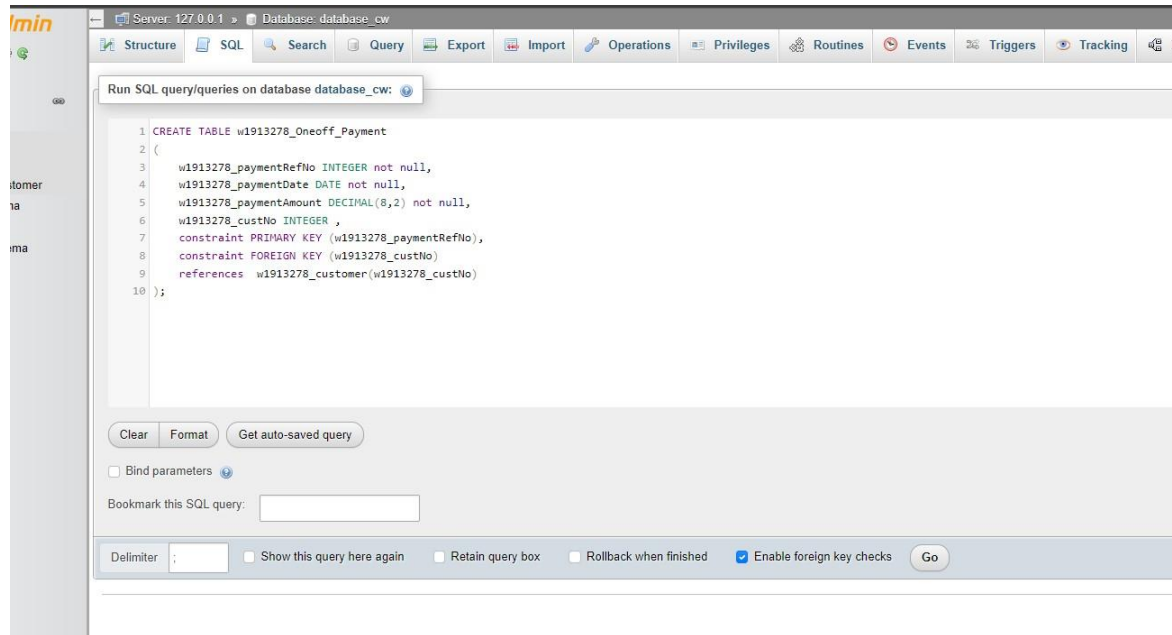 dmin
Server: 127.0.0.1 » Database: database_cw
Structure SQL Search Query Export Import Operations Privileges Routines Events Triggers Tracking
Run SQL query/queries on database database_cw:
1 CREATE TABLE w1913278_Oneoff_Payment
2 (
3 w1913278_paymentRefNo INTEGER not null,
4 w1913278_paymentDate DATE not null,
5 w1913278_paymentAmount DECIMAL(8,2) not null,
6 w1913278_custNo INTEGER ,
7 constraint PRIMARY KEY (w1913278_paymentRefNo),
8 constraint FOREIGN KEY (w1913278_custNo)
9 references w1913278_customer(w1913278_custNo)
10 );
stomer
ma
ema
Clear Format Get auto-saved query
Bind parameters
Bookmark this SQL query:
Delimiter ; Show this query here again Retain query box Rollback when finished Enable foreign key checks Go